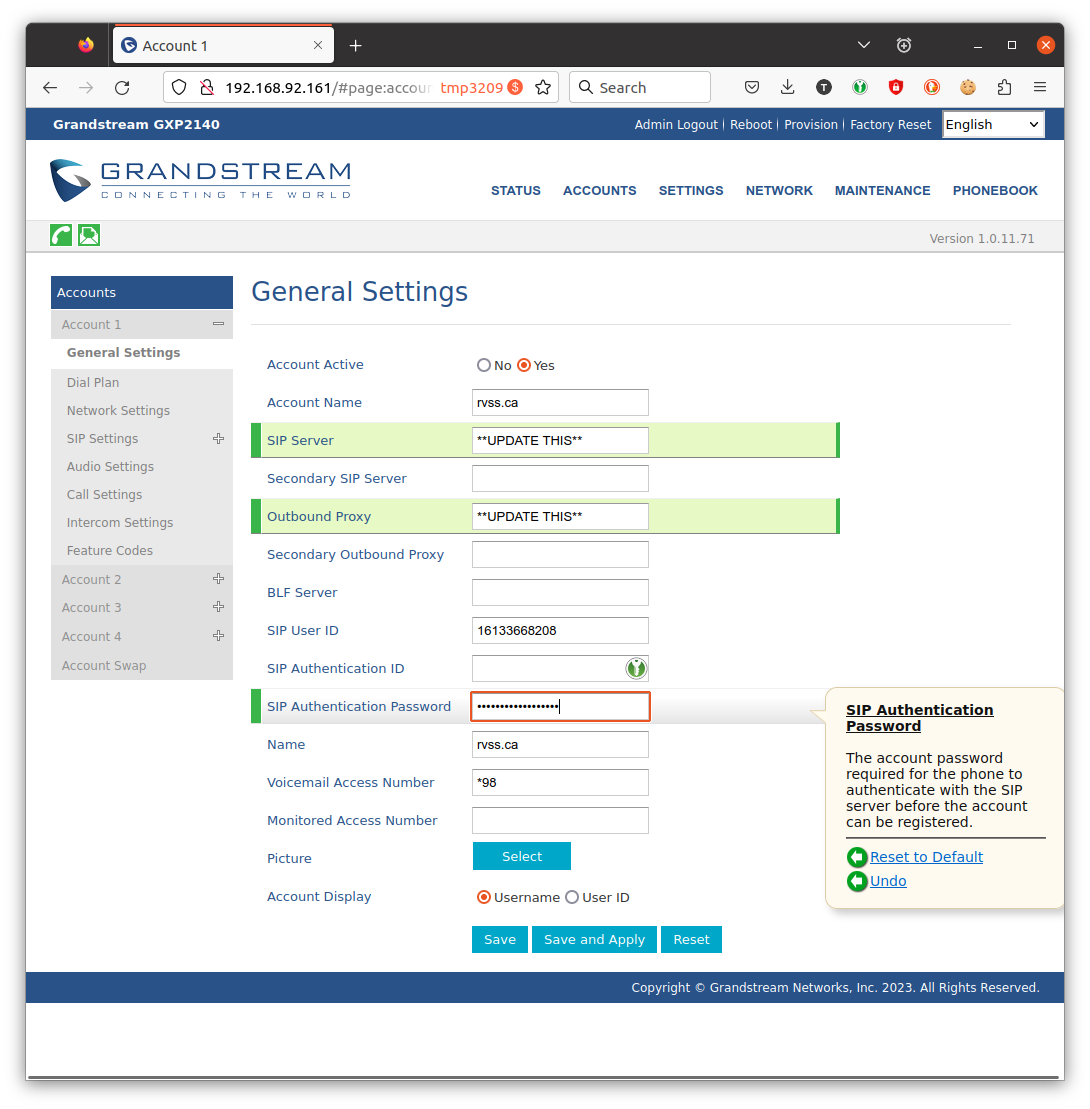 Account 1
192.168.92.161/#page:accour
tmp3209
Search
Grandstream GXP2140
Admin Logout | Reboot | Provision | Factory Reset
English
GRANDSTREAM
CONNECTING THE WORLD
STATUS ACCOUNTS SETTINGS NETWORK MAINTENANCE PHONEBOOK
Version 1.0.11.71
Accounts
Account 1
General Settings
Dial Plan
Network Settings
SIP Settings
Audio Settings
Call Settings
Intercom Settings
Feature Codes
Account 2
Account 3
Account 4
Account Swap
General Settings
Account Active No Yes
Account Name rvss.ca
SIP Server **UPDATE THIS**
Secondary SIP Server
Outbound Proxy **UPDATE THIS**
Secondary Outbound Proxy
BLF Server
SIP User ID 16133668208
SIP Authentication ID
SIP Authentication Password ••••••••••••••••••
Name rvss.ca
Voicemail Access Number *98
Monitored Access Number
Picture Select
Account Display Username User ID
Save Save and Apply Reset
SIP Authentication
Password
The account password
required for the phone to
authenticate with the SIP
server before the account
can be registered.
Reset to Default
Undo
Copyright © Grandstream Networks, Inc. 2023. All Rights Reserved.